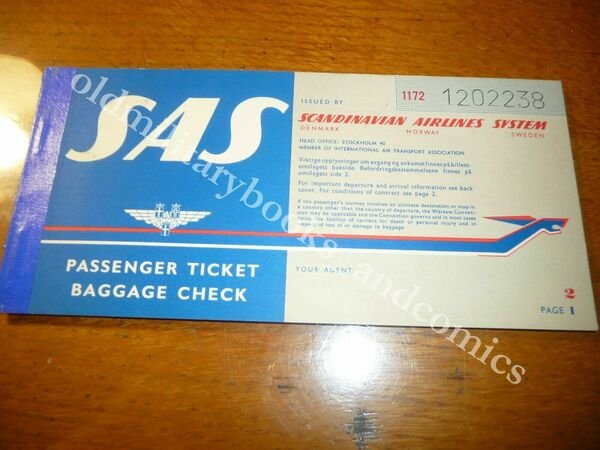 SAS
PASSENGER TICKET
BAGGAGE CHECK
1172 1202238
ISSUED BY
SCANDINAVIAN AIRLINES SYSTEM
DENMARK NORWAY SWEDEN
HEAD OFFICE: STOCKHOLM 40
MEMBER OF INTERNATIONAL AIR TRANSPORT ASSOCIATION
Viktige opplysninger om avgang og ankomst finnes på billett-
omslagets bakside. Befordringsbestemmelsene finnes på
omslagets side 2.
For important departure and arrival information see back
cover. For conditions of contract see page 2.
If the passenger's journey involves an ultimate destination or stop in
a country other than the country of departure, the Warsaw Conven-
tion may be applicable and the Convention governs and in most cases
limits the liability of carriers for death or personal injury and in
respect of loss of or damage to baggage.
YOUR AGENT
2
PAGE 1
oldmilitarybooks andcomics